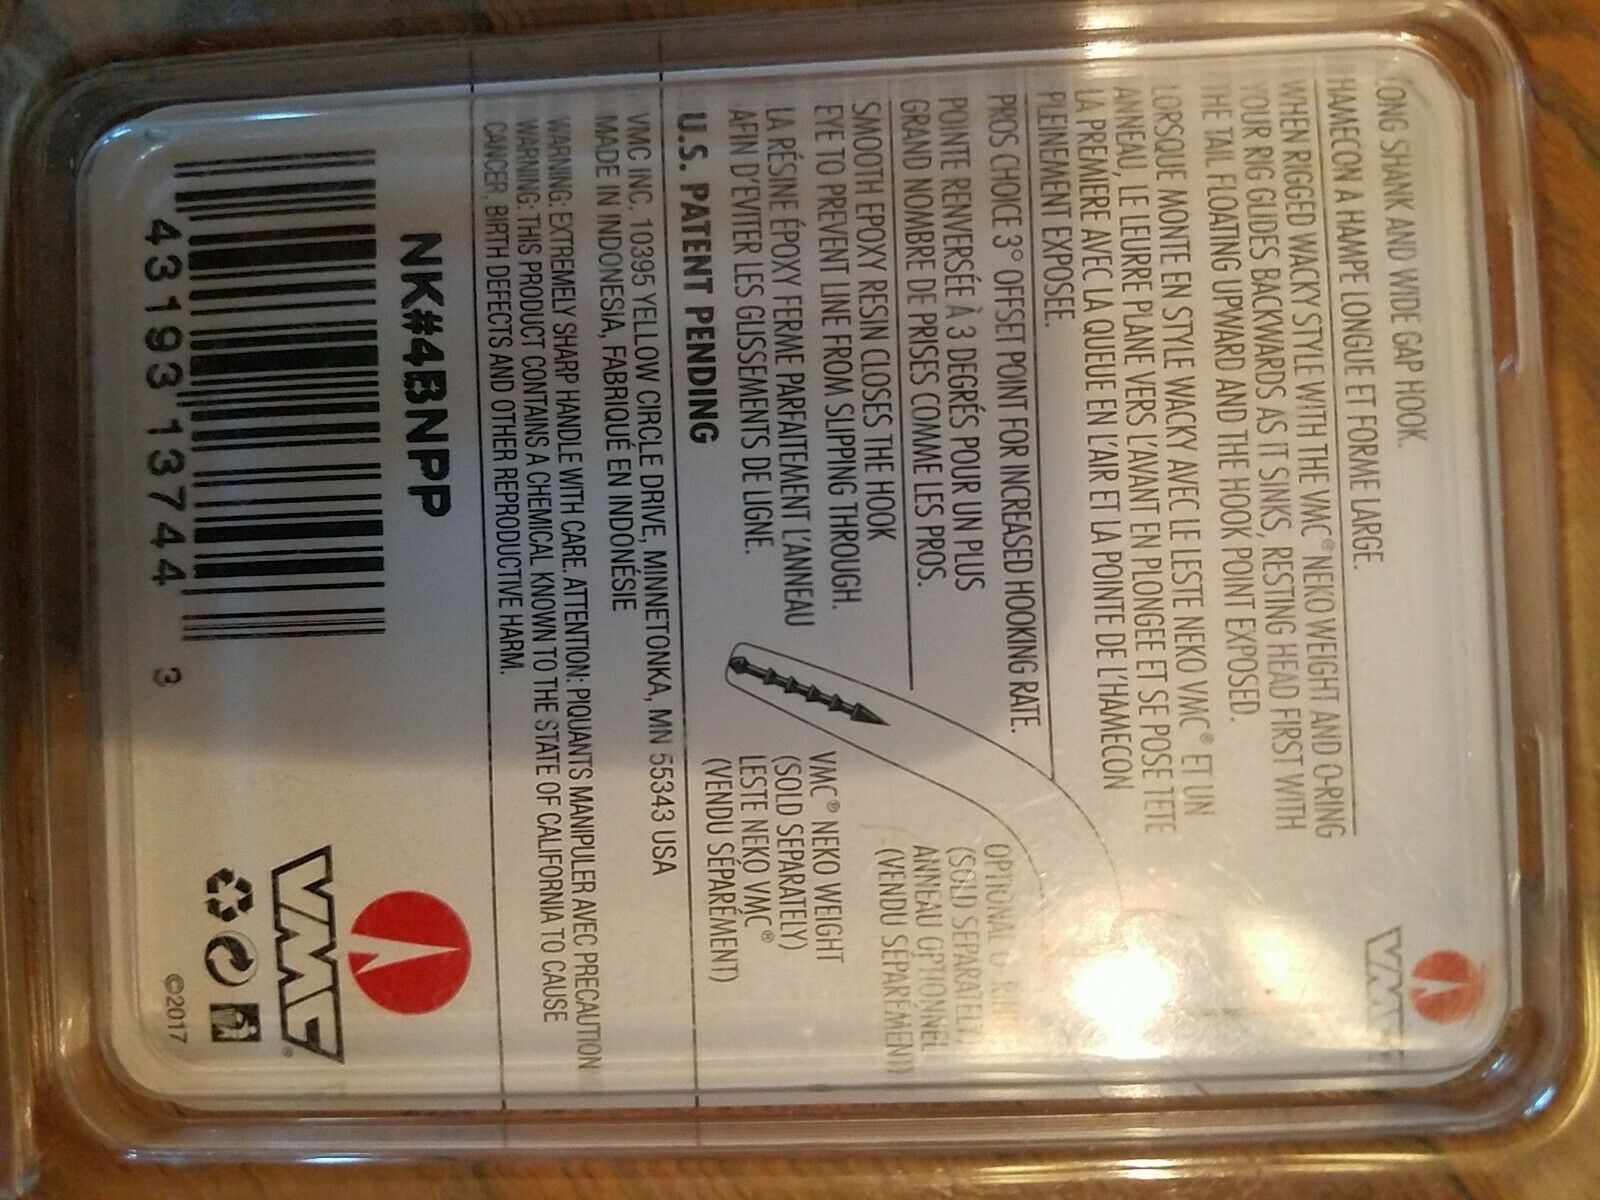 LONG SHANK AND WIDE GAP HOOK.
HAMECON A HAMPE LONGUE ET FORME LARGE.
WHEN RIGGED WACKY STYLE WITH THE VMC® NEKO WEIGHT AND O-RING
YOUR RIG GLIDES BACKWARDS AS IT SINKS, RESTING HEAD FIRST WITH
THE TAIL FLOATING UPWARD AND THE HOOK POINT EXPOSED.
LORSQUE MONTE EN STYLE WACKY AVEC LE LESTE NEKO VMC® ET UN
ANNEAU, LE LEURRE PLANE VERS L'AVANT EN PLONGEE ET SE POSE TETE
LA PREMIERE AVEC LA QUEUE EN L'AIR ET LA POINTE DE L'HAMECON
PLEINEMENT EXPOSEE.
PROS CHOICE 3° OFFSET POINT FOR INCREASED HOOKING RATE.
POINTE RENVERSÉE À 3 DEGRÉS POUR UN PLUS
GRAND NOMBRE DE PRISES COMME LES PROS.
SMOOTH EPOXY RESIN CLOSES THE HOOK
EYE TO PREVENT LINE FROM SLIPPING THROUGH.
LA RÉSINE ÉPOXY FERME PARFAITEMENT L'ANNEAU
AFIN D'EVITER LES GLISSEMENTS DE LIGNE.
VMC
OPTIONAL
(SOLD SEPARATELY)
ANNEAU OPTIONNEL
(VENDU SEPARÉMENT)
VMC® NEKO WEIGHT
(SOLD SEPARATELY)
LESTE NEKO VMC®
(VENDU SÉPARÉMENT)
U.S. PATENT PENDING
VMC INC. 10395 YELLOW CIRCLE DRIVE, MINNETONKA, MN 55343 USA
MADE IN INDONESIA, FABRIQUÉ EN INDONÉSIE
WARNING: EXTREMELY SHARP HANDLE WITH CARE. ATTENTION: PIQUANTS MANIPULER AVEC PRECAUTION
WARNING: THIS PRODUCT CONTAINS A CHEMICAL KNOWN TO THE STATE OF CALIFORNIA TO CAUSE
CANCER, BIRTH DEFECTS AND OTHER REPRODUCTIVE HARM.
NK#4BNPP
43193 13744 3
VMC®
©2017